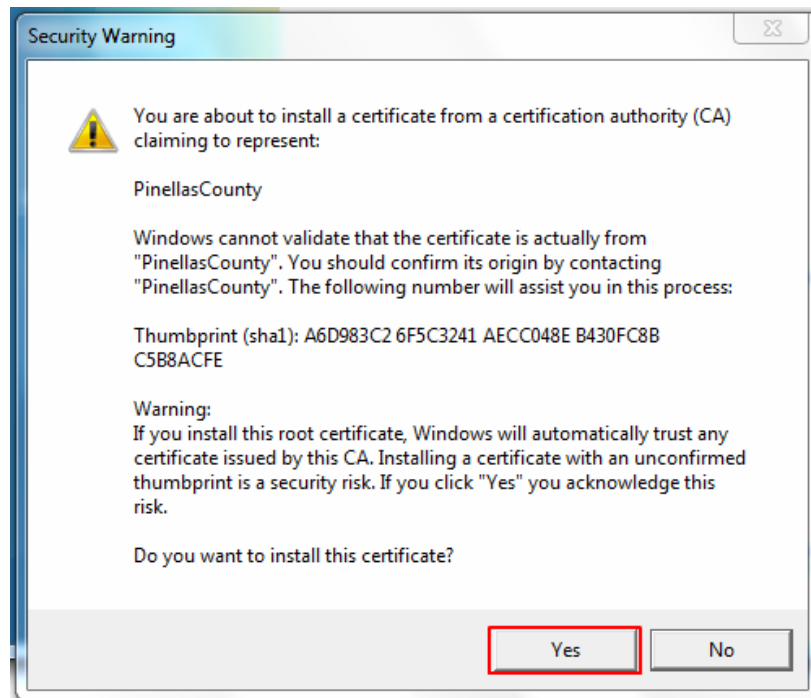 Security Warning
You are about to install a certificate from a certification authority (CA)
claiming to represent:
PinellasCounty
Windows cannot validate that the certificate is actually from
"PinellasCounty". You should confirm its origin by contacting
"PinellasCounty". The following number will assist you in this process:
Thumbprint (sha1): A6D983C2 6F5C3241 AECC048E B430FC8B
C5B8ACFE
Warning:
If you install this root certificate, Windows will automatically trust any
certificate issued by this CA. Installing a certificate with an unconfirmed
thumbprint is a security risk. If you click "Yes" you acknowledge this
risk.
Do you want to install this certificate?
Yes No